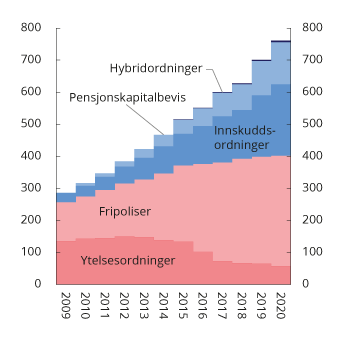 800 800
700 700
Hybridordninger
600 600
Pensjonskapitalbevis
500 500
Innskudds-
ordninger
400 400
300 300
Fripoliser
200 200
100 100
Ytelsesordninger
0 0
2009 2010 2011 2012 2013 2014 2015 2016 2017 2018 2019 2020